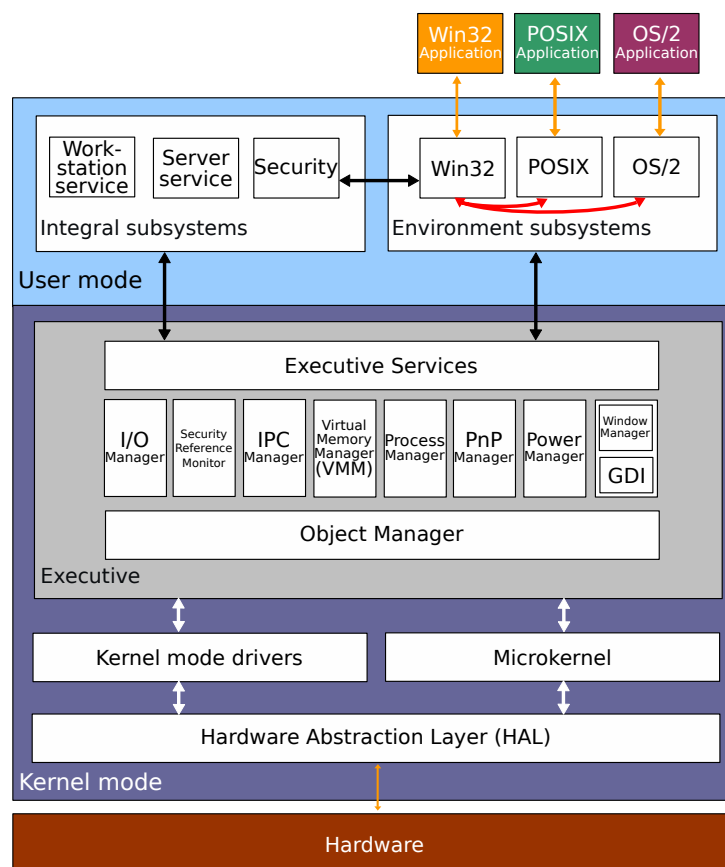 Win32
Application
POSIX
Application
OS/2
Application
Work-
station
service
Server
service
Security
Win32
POSIX
OS/2
Integral subsystems
Environment subsystems
User mode
Executive Services
I/O
Manager
Security
Reference
Monitor
IPC
Manager
Virtual
Memory
Manager
(VMM)
Process
Manager
PnP
Manager
Power
Manager
Window
Manager
GDI
Object Manager
Executive
Kernel mode drivers
Microkernel
Hardware Abstraction Layer (HAL)
Kernel mode
Hardware